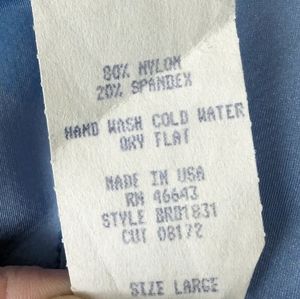 80% NYLON
20% SPANDEX
HAND WASH COLD WATER
DRY FLAT
MADE IN USA
RN 46643
STYLE BRD1831
CUT 08172
SIZE LARGE